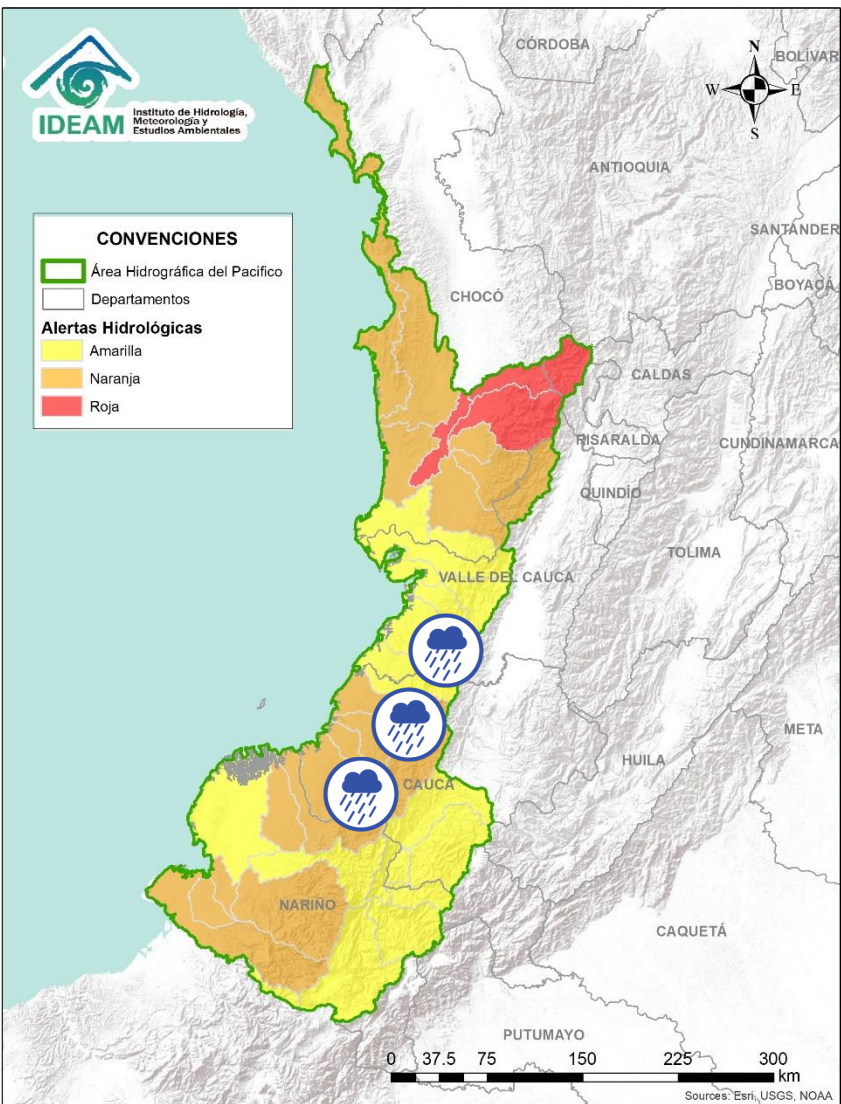 IDEAM
Instituto de Hidrología,
Meteorología y
Estudios Ambientales
CÓRDOBA
BOLÍVAR
N
W
E
S
ANTIOQUIA
SANTANDER
BOYACÁ
CHOCÓ
CONVENCIONES
Área Hidrográfica del Pacifico
Departamentos
Alertas Hidrológicas
Amarilla
Naranja
Roja
CALDAS
RISARALDA
CUNDINAMARCA
QUINDÍO
TOLIMA
VALLE DEL CAUCA
META
HUILA
CAUCA
NARIÑO
CAQUETÁ
PUTUMAYO
0 37.5 75 150 225 300
km
Sources: Esri, USGS, NOAA